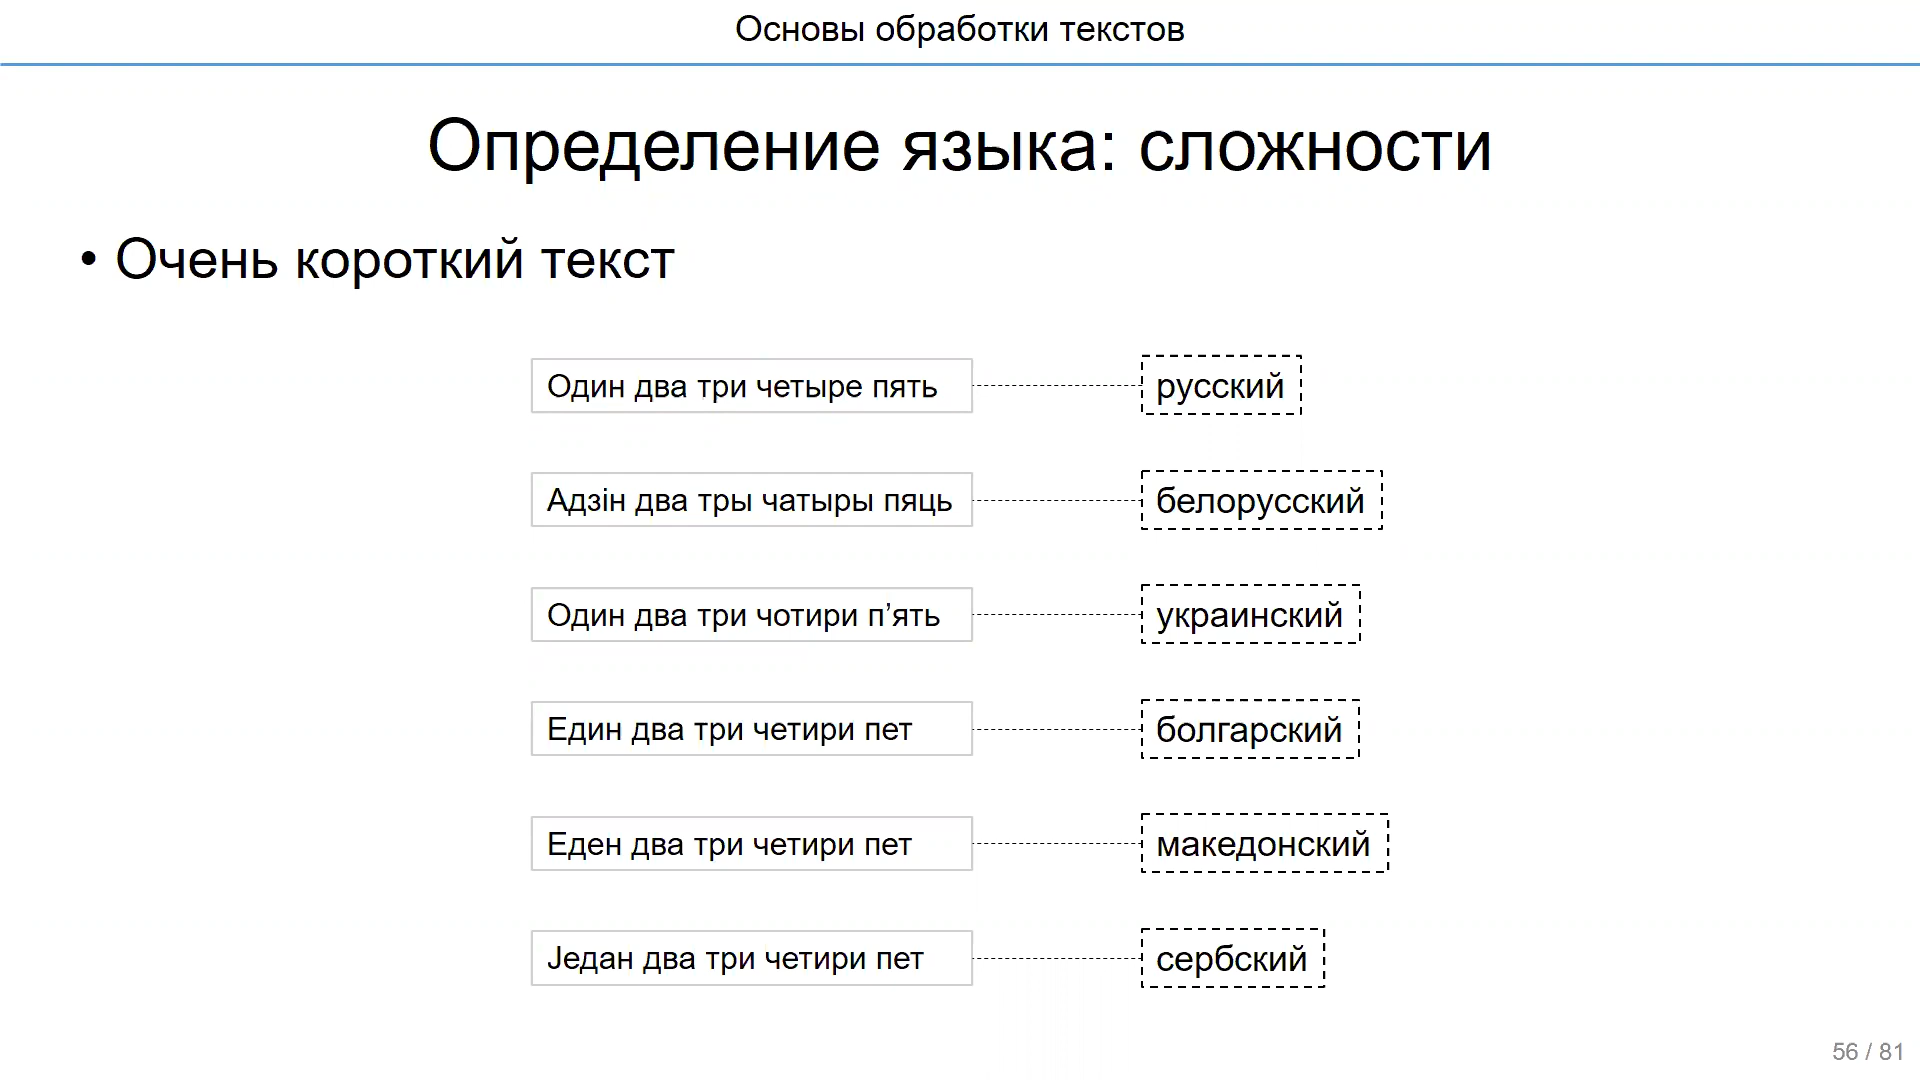 Основы обработки текстов
Определение языка: сложности
• Очень короткий текст
Один два три четыре пять
русский
Адзін два тры чатыры пяць
белорусский
Один два три чотири п’ять
украинский
Един два три четири пет
болгарский
Еден два три четири пет
македонский
Један два три четири пет
сербский
56 / 81